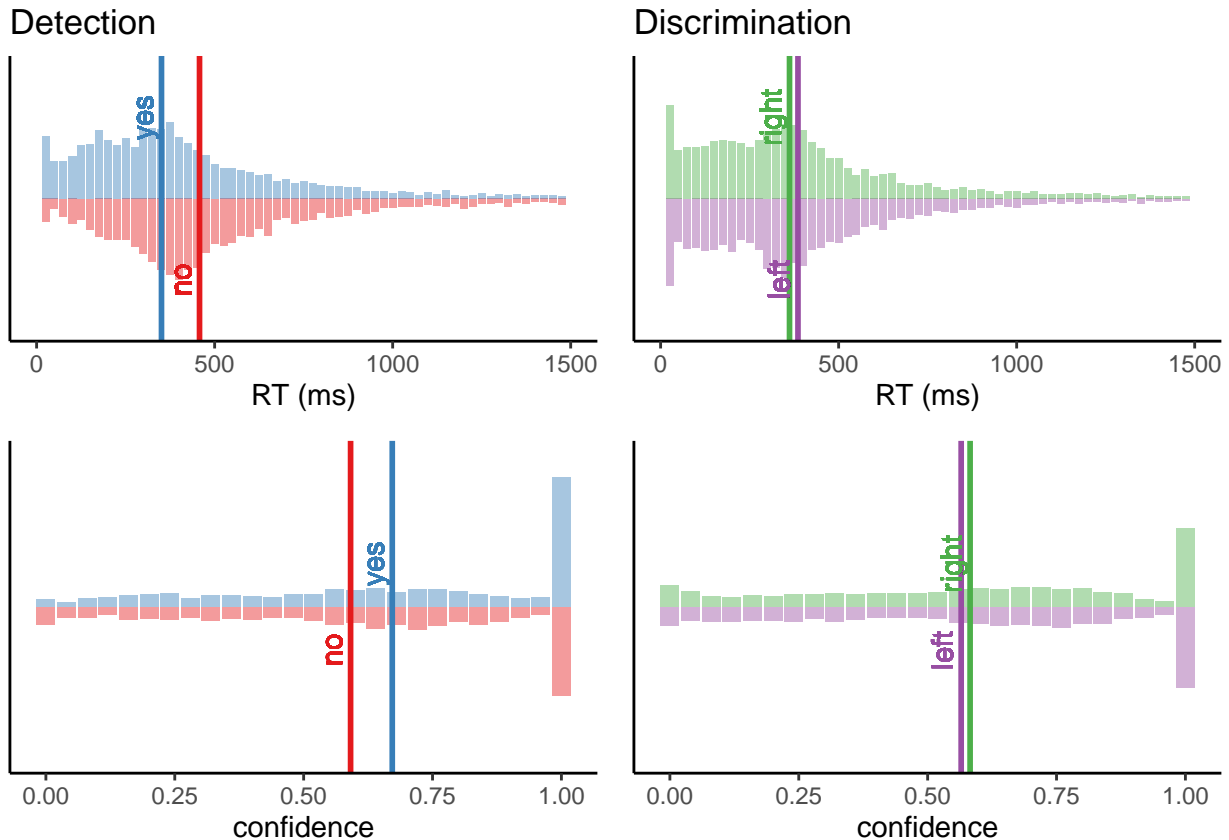 Detection
Discrimination
yes
no
right
left
0 500 1000 1500
0 500 1000 1500
RT (ms)
RT (ms)
yes
no
right
left
0.00 0.25 0.50 0.75 1.00
0.00 0.25 0.50 0.75 1.00
confidence
confidence